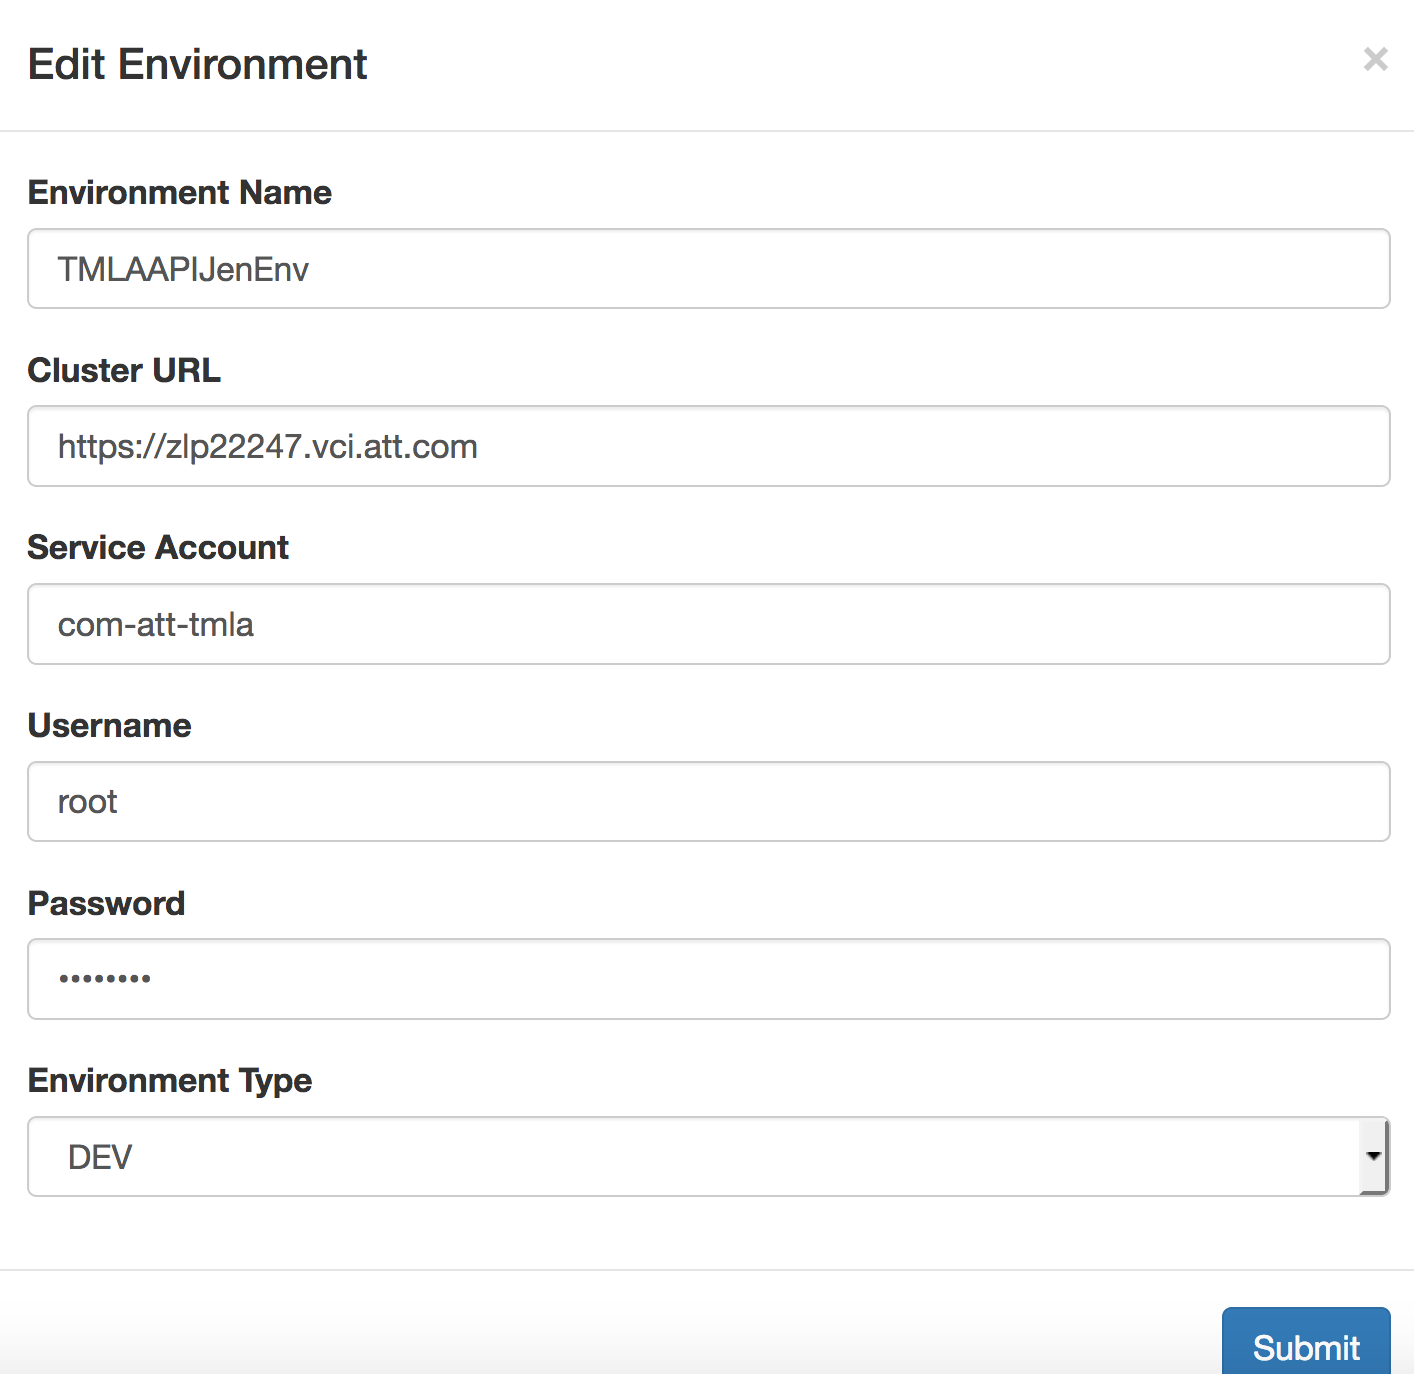 Edit Environment
×
Environment Name
TMLAAPIJenEnv
Cluster URL
https://zlp22247.vci.att.com
Service Account
com-att-tmla
Username
root
Password
••••••••
Environment Type
DEV
Submit